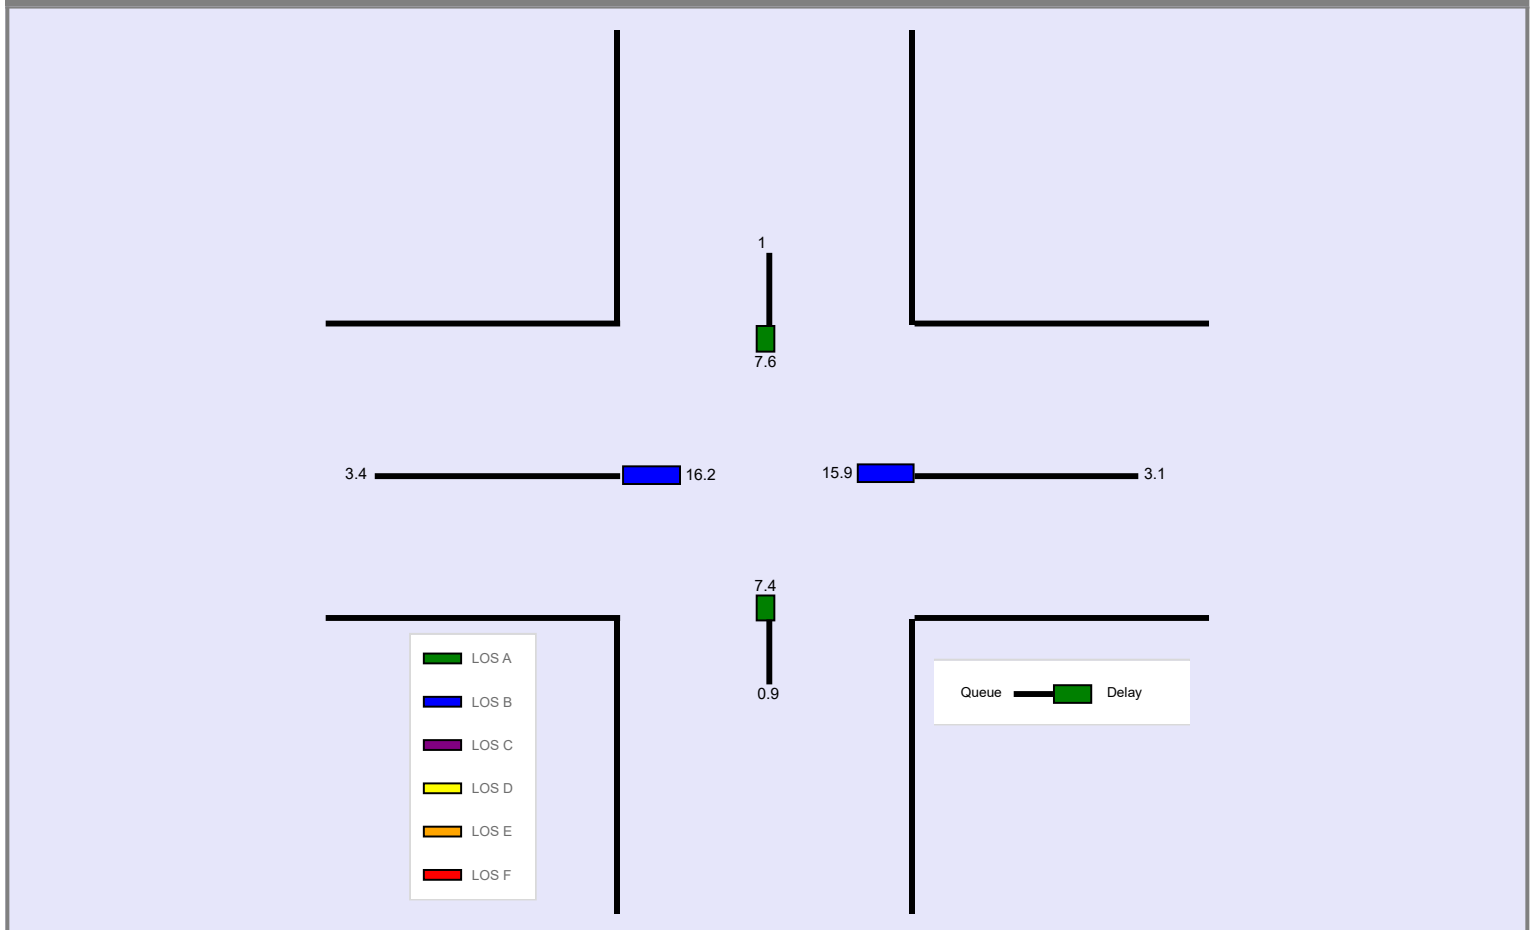 1
7.6
3.4
16.2
15.9
3.1
7.4
0.9
LOS A
LOS B
LOS C
LOS D
LOS E
LOS F
Queue
Delay